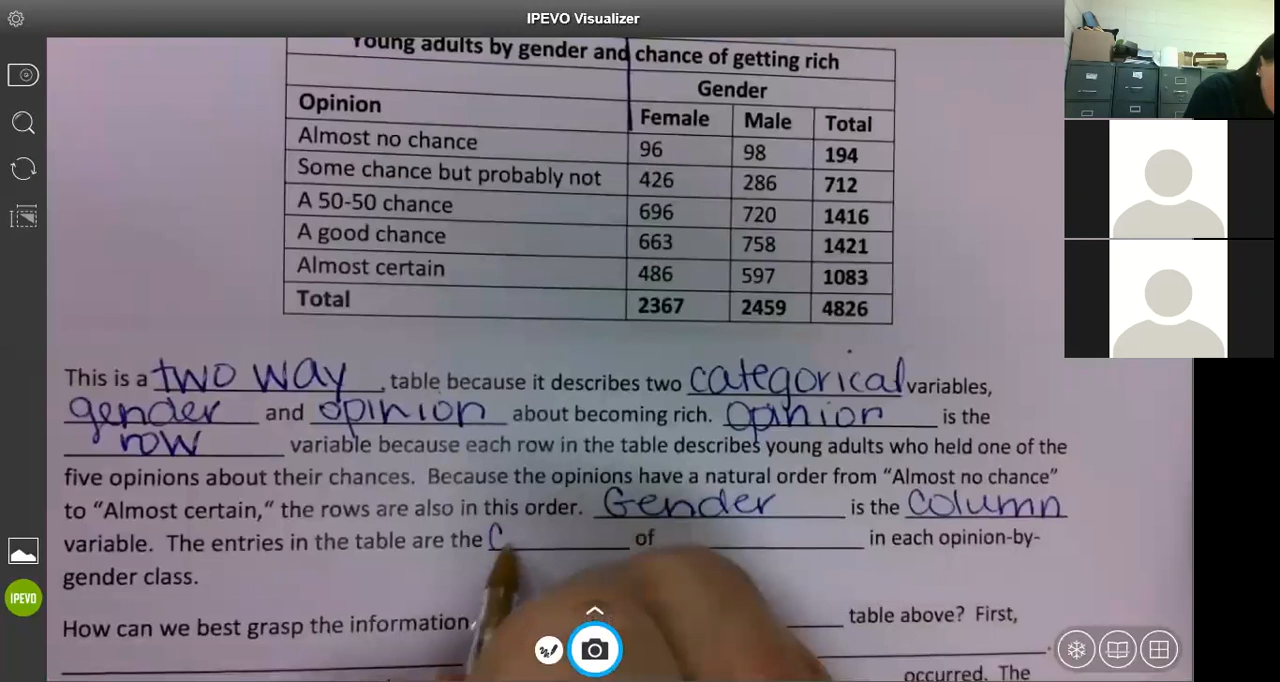 IPEVO Visualizer
Young adults by gender and chance of getting rich
Gender
Opinion Female Male Total
Almost no chance 96 98 194
Some chance but probably not 426 286 712
A 50-50 chance 696 720 1416
A good chance 663 758 1421
Almost certain 486 597 1083
Total 2367 2459 4826
This is a two way, table because it describes two categorical variables,
gender and opinion about becoming rich. Opinion is the
row variable because each row in the table describes young adults who held one of the
five opinions about their chances. Because the opinions have a natural order from “Almost no chance”
to “Almost certain,” the rows are also in this order. Gender is the column
variable. The entries in the table are the C of in each opinion-by-
gender class.
How can we best grasp the information table above? First,
occurred. The
IPEVO